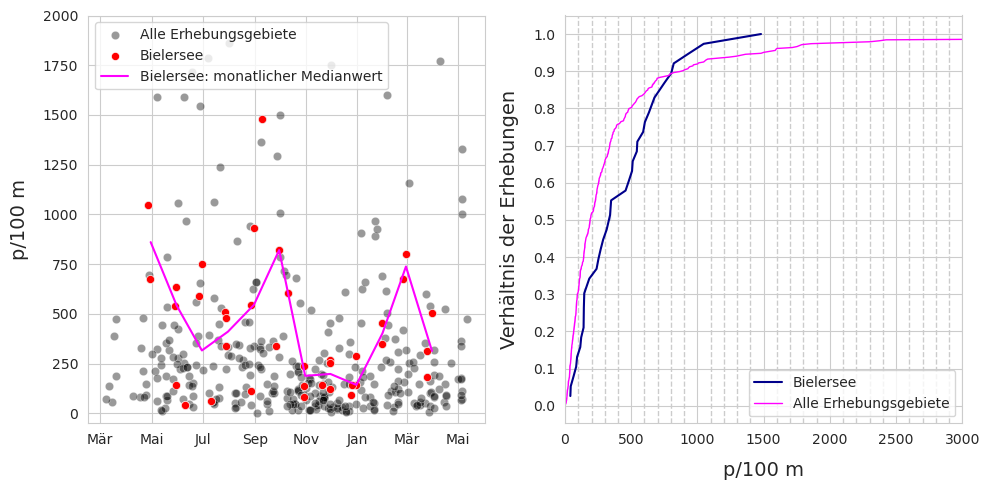 Alle Erhebungsgebiete
Bielersee
Bielersee: monatlicher Medianwert
p/100 m
2000
1750
1500
1250
1000
750
500
250
0
Mär
Mai
Jul
Sep
Nov
Jan
Mär
Mai
Verhältnis der Erhebungen
1.0
0.9
0.8
0.7
0.6
0.5
0.4
0.3
0.2
0.1
0.0
Bielersee
Alle Erhebungsgebiete
0
500
1000
1500
2000
2500
3000
p/100 m